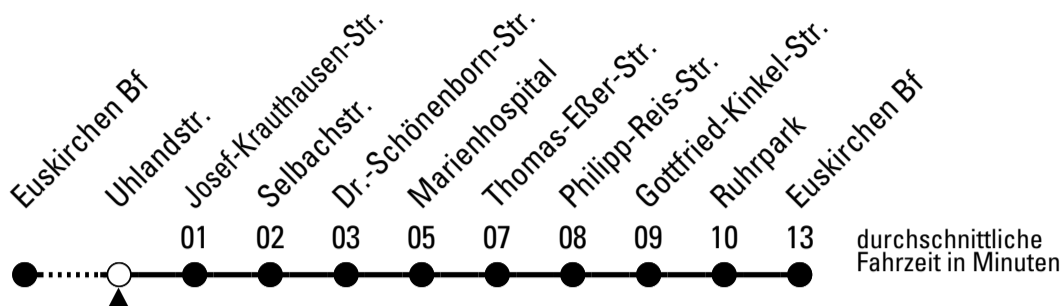 Euskirchen Bf
Uhlandstr.
Josef-Krauthausen-Str.
Selbachstr.
Dr.-Schönenborn-Str.
Marienhospital
Thomas-Eßer-Str.
Philipp-Reis-Str.
Gottfried-Kinkel-Str.
Ruhrpark
Euskirchen Bf
01 02 03 05 07 08 09 10 13
durchschnittliche
Fahrzeit in Minuten